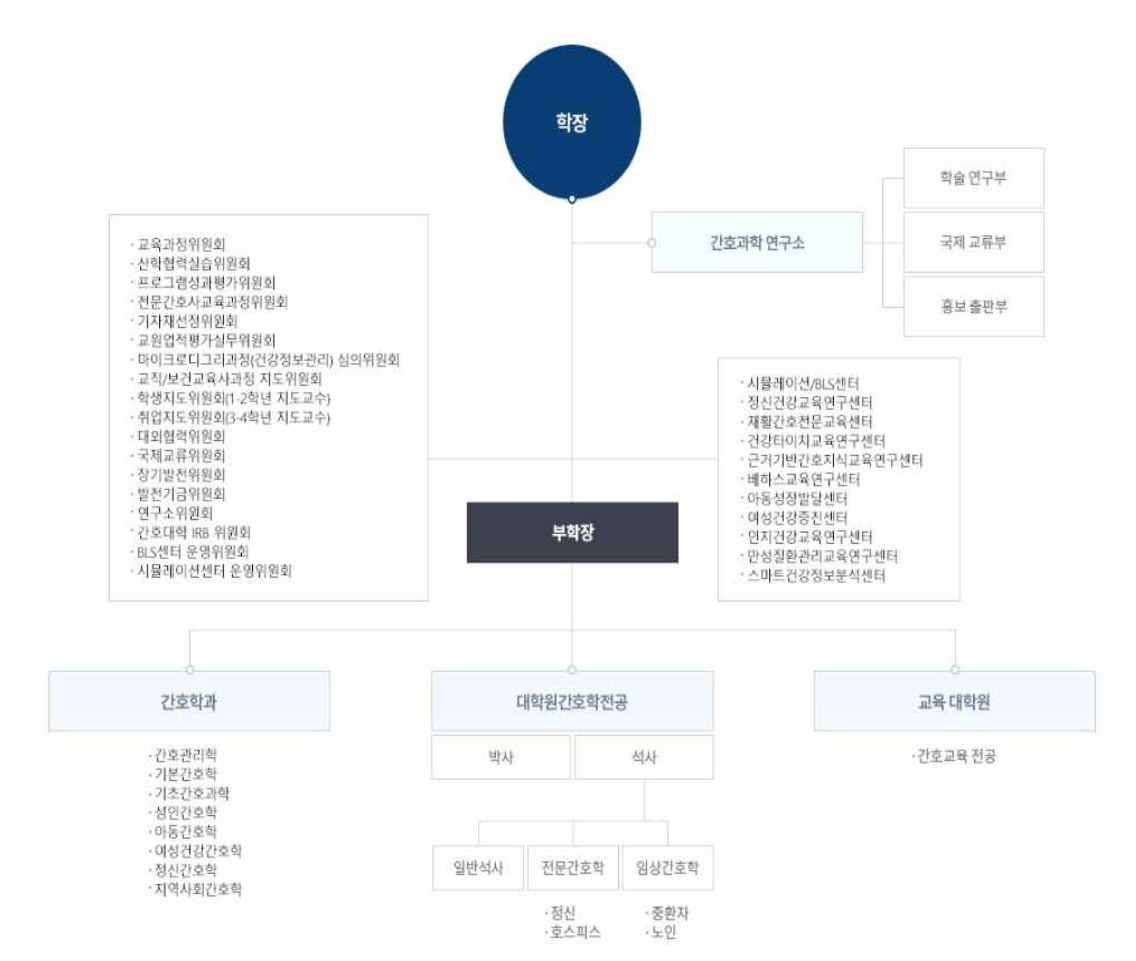 학장
간호과학 연구소
학술 연구부
국제 교류부
홍보 출판부
· 교육과정위원회
· 산학협력실습위원회
· 프로그램성과평가위원회
· 전문간호사교육과정위원회
· 기자재선정위원회
· 교원업적평가실무위원회
· 마이크로디그리과정(건강정보관리) 심의위원회
· 교직/보건교육사과정 지도위원회
· 학생지도위원회(1-2학년 지도교수)
· 취업지도위원회(3-4학년 지도교수)
· 대외협력위원회
· 국제교류위원회
· 장기발전위원회
· 발전기금위원회
· 연구소위원회
· 간호대학 IRB 위원회
· BLS센터 운영위원회
· 시뮬레이션센터 운영위원회
· 시뮬레이션/BLS센터
· 정신건강교육연구센터
· 재활간호전문교육센터
· 건강타이치교육연구센터
· 근거기반간호지식교육연구센터
· 베하스교육연구센터
· 아동성장발달센터
· 여성건강증진센터
· 인지건강교육연구센터
· 만성질환관리교육연구센터
· 스마트건강정보분석센터
부학장
간호학과
· 간호관리학
· 기본간호학
· 기초간호과학
· 성인간호학
· 아동간호학
· 여성건강간호학
· 정신간호학
· 지역사회간호학
대학원간호학전공
박사
석사
일반석사
전문간호학
임상간호학
· 정신
· 호스피스
· 중환자
· 노인
교육 대학원
· 간호교육 전공